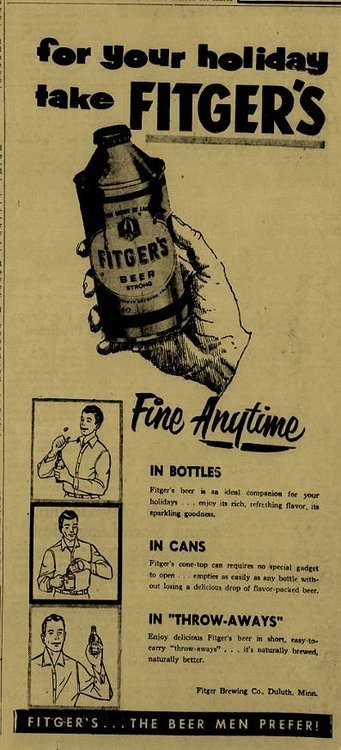 for your holiday
take FITGER'S
FITGER'S
BEER
STRONG
Fine Anytime
IN BOTTLES
Fitger's beer is an ideal companion for your
holidays . . . enjoy its rich, refreshing flavor, its
sparkling goodness.
IN CANS
Fitger's cone-top can requires no special gadget
to open . . . empties as easily as any bottle with-
out losing a delicious drop of flavor-packed beer.
IN "THROW-AWAYS"
Enjoy delicious Fitger's beer in short, easy-to-
carry "throw-aways" . . . it's naturally brewed,
naturally better.
Fitger Brewing Co., Duluth, Minn.
FITGER'S...THE BEER MEN PREFER!